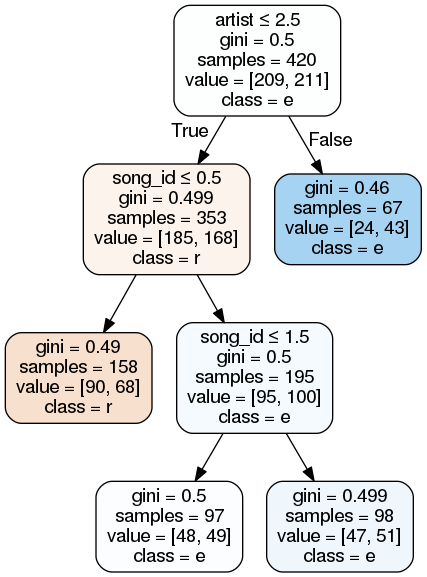 artist ≤ 2.5
gini = 0.5
samples = 420
value = [209, 211]
class = e
True
False
song_id ≤ 0.5
gini = 0.499
samples = 353
value = [185, 168]
class = r
gini = 0.46
samples = 67
value = [24, 43]
class = e
gini = 0.49
samples = 158
value = [90, 68]
class = r
song_id ≤ 1.5
gini = 0.5
samples = 195
value = [95, 100]
class = e
gini = 0.5
samples = 97
value = [48, 49]
class = e
gini = 0.499
samples = 98
value = [47, 51]
class = e